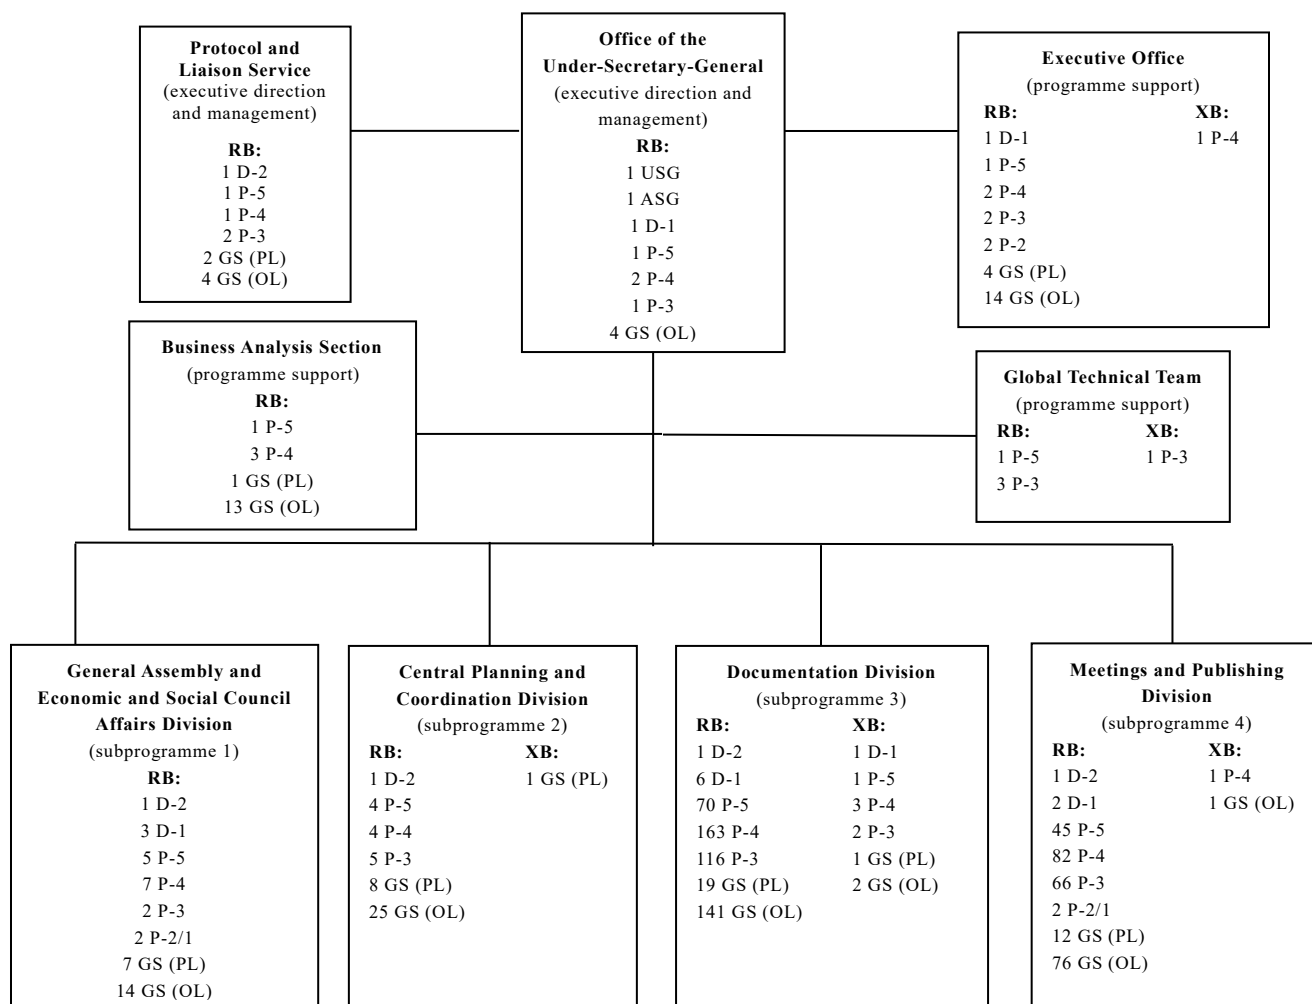 Protocol and
Liaison Service
(executive direction
and management)
RB:
1 D-2
1 P-5
1 P-4
2 P-3
2 GS (PL)
4 GS (OL)
Office of the
Under-Secretary-General
(executive direction and
management)
RB:
1 USG
1 ASG
1 D-1
1 P-5
2 P-4
1 P-3
4 GS (OL)
Executive Office
(programme support)
RB:
1 D-1
1 P-5
2 P-4
2 P-3
2 P-2
4 GS (PL)
14 GS (OL)
XB:
1 P-4
Business Analysis Section
(programme support)
RB:
1 P-5
3 P-4
1 GS (PL)
13 GS (OL)
Global Technical Team
(programme support)
RB:
1 P-5
3 P-3
XB:
1 P-3
General Assembly and
Economic and Social Council
Affairs Division
(subprogramme 1)
RB:
1 D-2
3 D-1
5 P-5
7 P-4
2 P-3
2 P-2/1
7 GS (PL)
14 GS (OL)
Central Planning and
Coordination Division
(subprogramme 2)
RB:
1 D-2
4 P-5
4 P-4
5 P-3
8 GS (PL)
25 GS (OL)
XB:
1 GS (PL)
Documentation Division
(subprogramme 3)
RB:
1 D-2
6 D-1
70 P-5
163 P-4
116 P-3
19 GS (PL)
141 GS (OL)
XB:
1 D-1
1 P-5
3 P-4
2 P-3
1 GS (PL)
2 GS (OL)
Meetings and Publishing
Division
(subprogramme 4)
RB:
1 D-2
2 D-1
45 P-5
82 P-4
66 P-3
2 P-2/1
12 GS (PL)
76 GS (OL)
XB:
1 P-4
1 GS (OL)